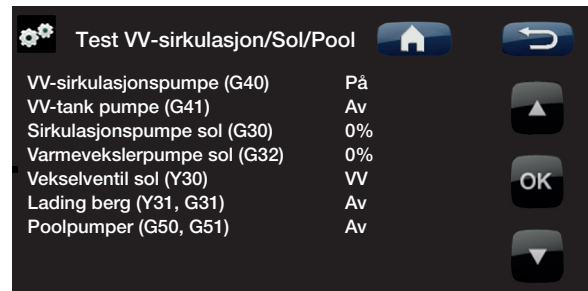 Test VV-sirkulasjon/Sol/Pool
VV-sirkulasjonspumpe (G40) På
VV-tank pumpe (G41) Av
Sirkulasjonspumpe sol (G30) 0%
Varmevekslerpumpe sol (G32) 0%
Vekselventil sol (Y30) VV
Lading berg (Y31, G31) Av
Poolpumper (G50, G51) Av
OK